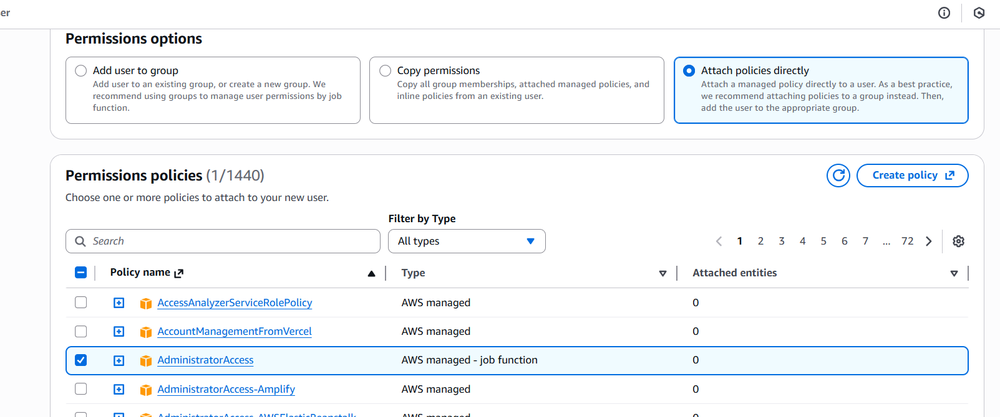 er
Permissions options
Add user to group
Add user to an existing group, or create a new group. We
recommend using groups to manage user permissions by job
function.
Copy permissions
Copy all group memberships, attached managed policies, and
inline policies from an existing user.
Attach policies directly
Attach a managed policy directly to a user. As a best practice,
we recommend attaching policies to a group instead. Then,
add the user to the appropriate group.
Permissions policies (1/1440)
Create policy
Choose one or more policies to attach to your new user.
Filter by Type
Search
All types
1 2 3 4 5 6 7 ... 72
Policy name Type Attached entities
AccessAnalyzerServiceRolePolicy AWS managed 0
AccountManagementFromVercel AWS managed 0
AdministratorAccess AWS managed - job function 0
AdministratorAccess-Amplify AWS managed 0
AdministratorAccess-AWSElasticBeanstalk AWS managed 0